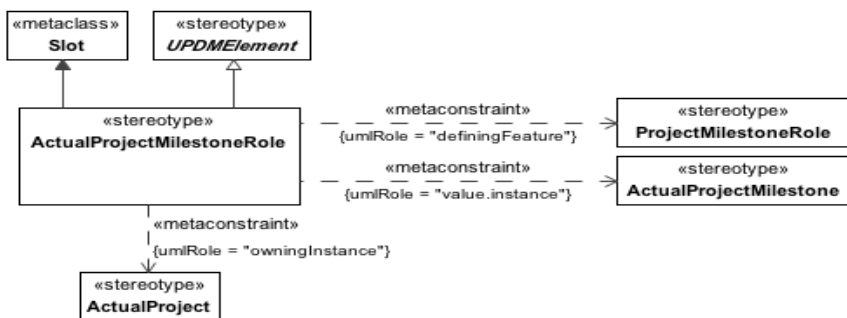 «metaclass»
Slot
«stereotype»
UPDMElement
«stereotype»
ActualProjectMilestoneRole
«metaconstraint»
{umlRole = "definingFeature"}
«stereotype»
ProjectMilestoneRole
«metaconstraint»
{umlRole = "value.instance"}
«stereotype»
ActualProjectMilestone
«metaconstraint»
{umlRole = "owningInstance"}
«stereotype»
ActualProject